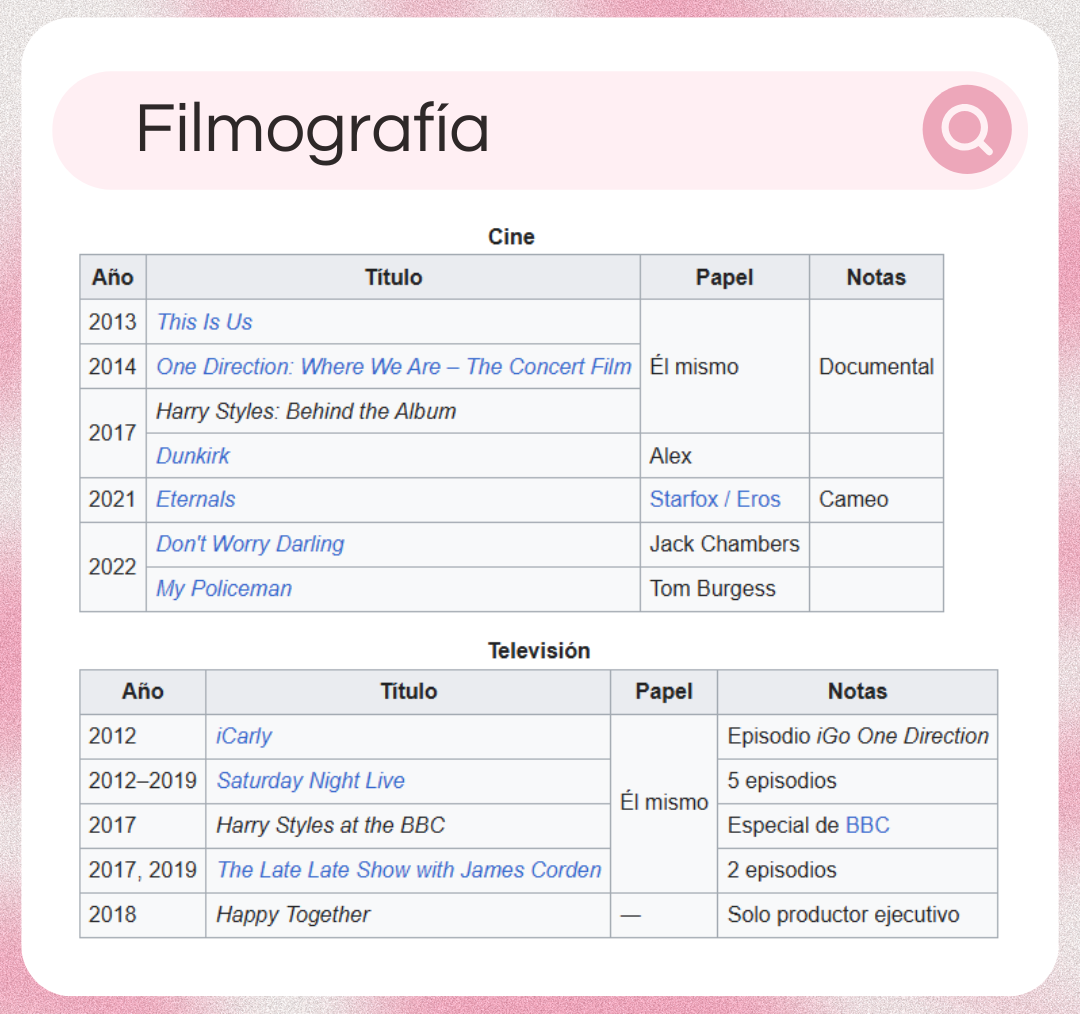 Filmografía
Cine
Año Título Papel Notas
2013 This Is Us
2014 One Direction: Where We Are – The Concert Film Él mismo Documental
2017 Harry Styles: Behind the Album
Dunkirk Alex
2021 Eternals Starfox / Eros Cameo
2022 Don't Worry Darling Jack Chambers
My Policeman Tom Burgess
Televisión
Año Título Papel Notas
2012 iCarly Él mismo Episodio iGo One Direction
2012–2019 Saturday Night Live 5 episodios
2017 Harry Styles at the BBC Especial de BBC
2017, 2019 The Late Late Show with James Corden 2 episodios
2018 Happy Together — Solo productor ejecutivo